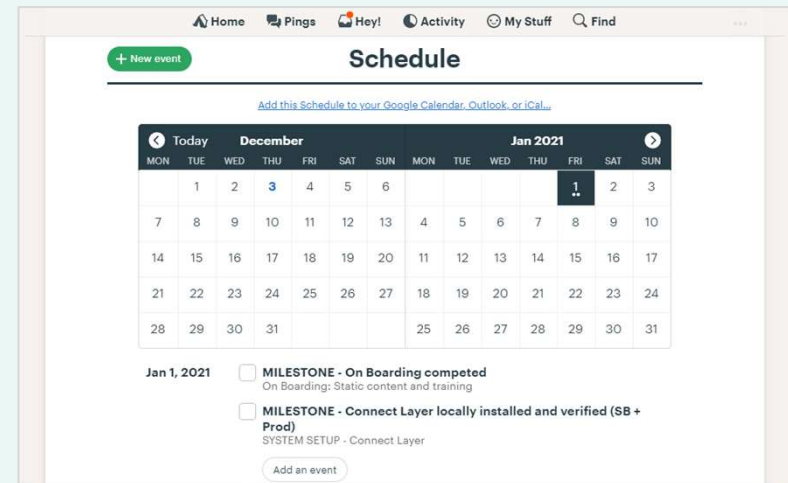 Home Pings Hey! Activity My Stuff Find
+ New event
Schedule
Add this Schedule to your Google Calendar, Outlook, or iCal...
Today December Jan 2021
MON TUE WED THU FRI SAT SUN MON TUE WED THU FRI SAT SUN
1 2 3 4 5 6 1 2 3
7 8 9 10 11 12 13 4 5 6 7 8 9 10
14 15 16 17 18 19 20 11 12 13 14 15 16 17
21 22 23 24 25 26 27 18 19 20 21 22 23 24
28 29 30 31 25 26 27 28 29 30 31
Jan 1, 2021 MILESTONE - On Boarding competed
On Boarding: Static content and training
MILESTONE - Connect Layer locally installed and verified (SB +
Prod)
SYSTEM SETUP - Connect Layer
Add an event